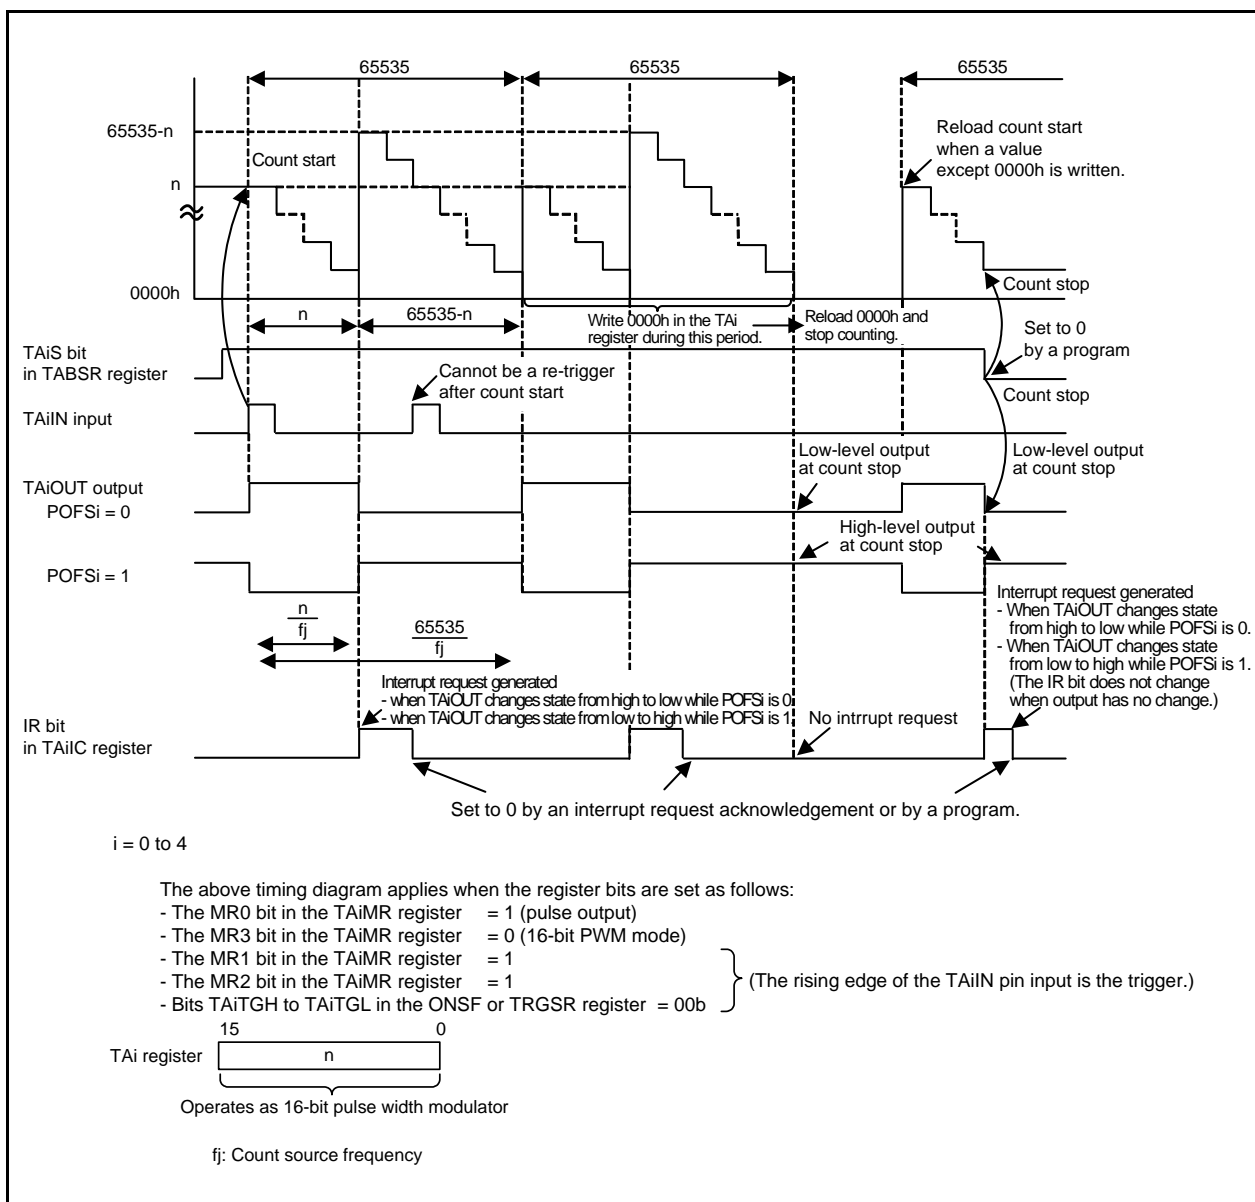 65535
65535
65535
65535-n
Count start
n
0000h
Reload count start
when a value
except 0000h is written.
Count stop
n
65535-n
Write 0000h in the TAi
register during this period.
Reload 0000h and
stop counting.
Set to 0
by a program
TAiS bit
in TABSR register
Cannot be a re-trigger
after count start
Count stop
TAiIN input
Low-level output
at count stop
Low-level output
at count stop
TAiOUT output
POFSi = 0
High-level output
at count stop
POFSi = 1
n
fj
65535
fj
Interrupt request generated
- When TAiOUT changes state
from high to low while POFSi is 0.
- When TAiOUT changes state
from low to high while POFSi is 1.
(The IR bit does not change
when output has no change.)
Interrupt request generated
- when TAiOUT changes state from high to low while POFSi is 0
- when TAiOUT changes state from low to high while POFSi is 1
No intrrupt request
IR bit
in TAiIC register
Set to 0 by an interrupt request acknowledgement or by a program.
i = 0 to 4
The above timing diagram applies when the register bits are set as follows:
- The MR0 bit in the TAiMR register = 1 (pulse output)
- The MR3 bit in the TAiMR register = 0 (16-bit PWM mode)
- The MR1 bit in the TAiMR register = 1
- The MR2 bit in the TAiMR register = 1
(The rising edge of the TAiIN pin input is the trigger.)
- Bits TAiTGH to TAiTGL in the ONSF or TRGSR register = 00b
15 0
TAi register n
Operates as 16-bit pulse width modulator
fj: Count source frequency